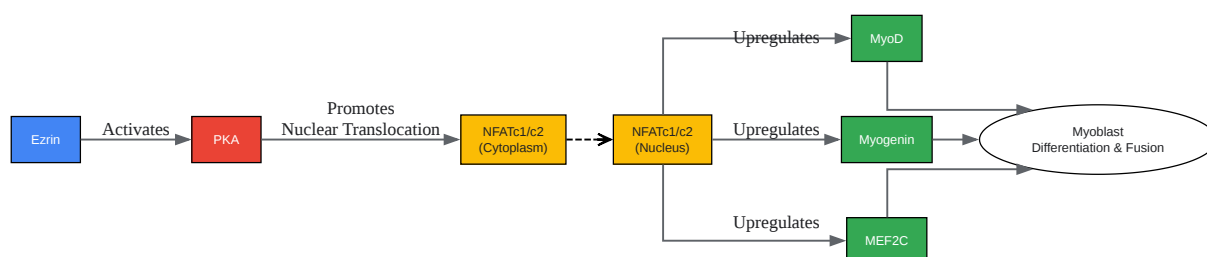 Ezrin
Activates
PKA
Promotes
Nuclear Translocation
NFATc1/c2
(Cytoplasm)
NFATc1/c2
(Nucleus)
Upregulates
MyoD
Upregulates
Myogenin
Upregulates
MEF2C
Myoblast
Differentiation & Fusion